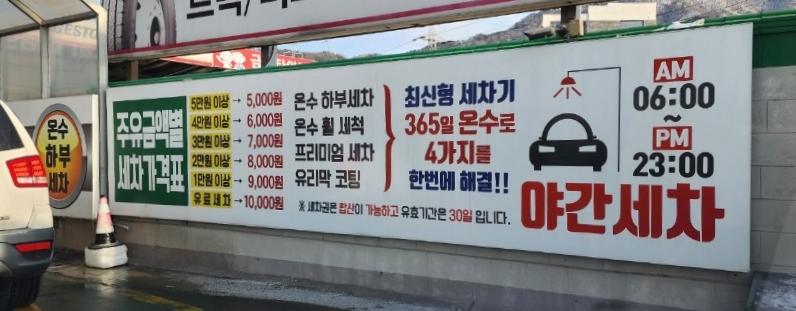 GESTO
온수
하부
세차
주유금액별
세차가격표
5만원 이상 → 5,000원
4만원 이상 → 6,000원
3만원 이상 → 7,000원
2만원 이상 → 8,000원
1만원 이상 → 9,000원
유료세차 → 10,000원
온수 하부세차
온수 휠 세척
프리미엄 세차
유리막 코팅
※ 세차권은 합산이 가능하고 유효기간은 30일 입니다.
최신형 세차기
365일 온수로
4가지를
한번에 해결!!
AM
06:00
~
PM
23:00
야간세차